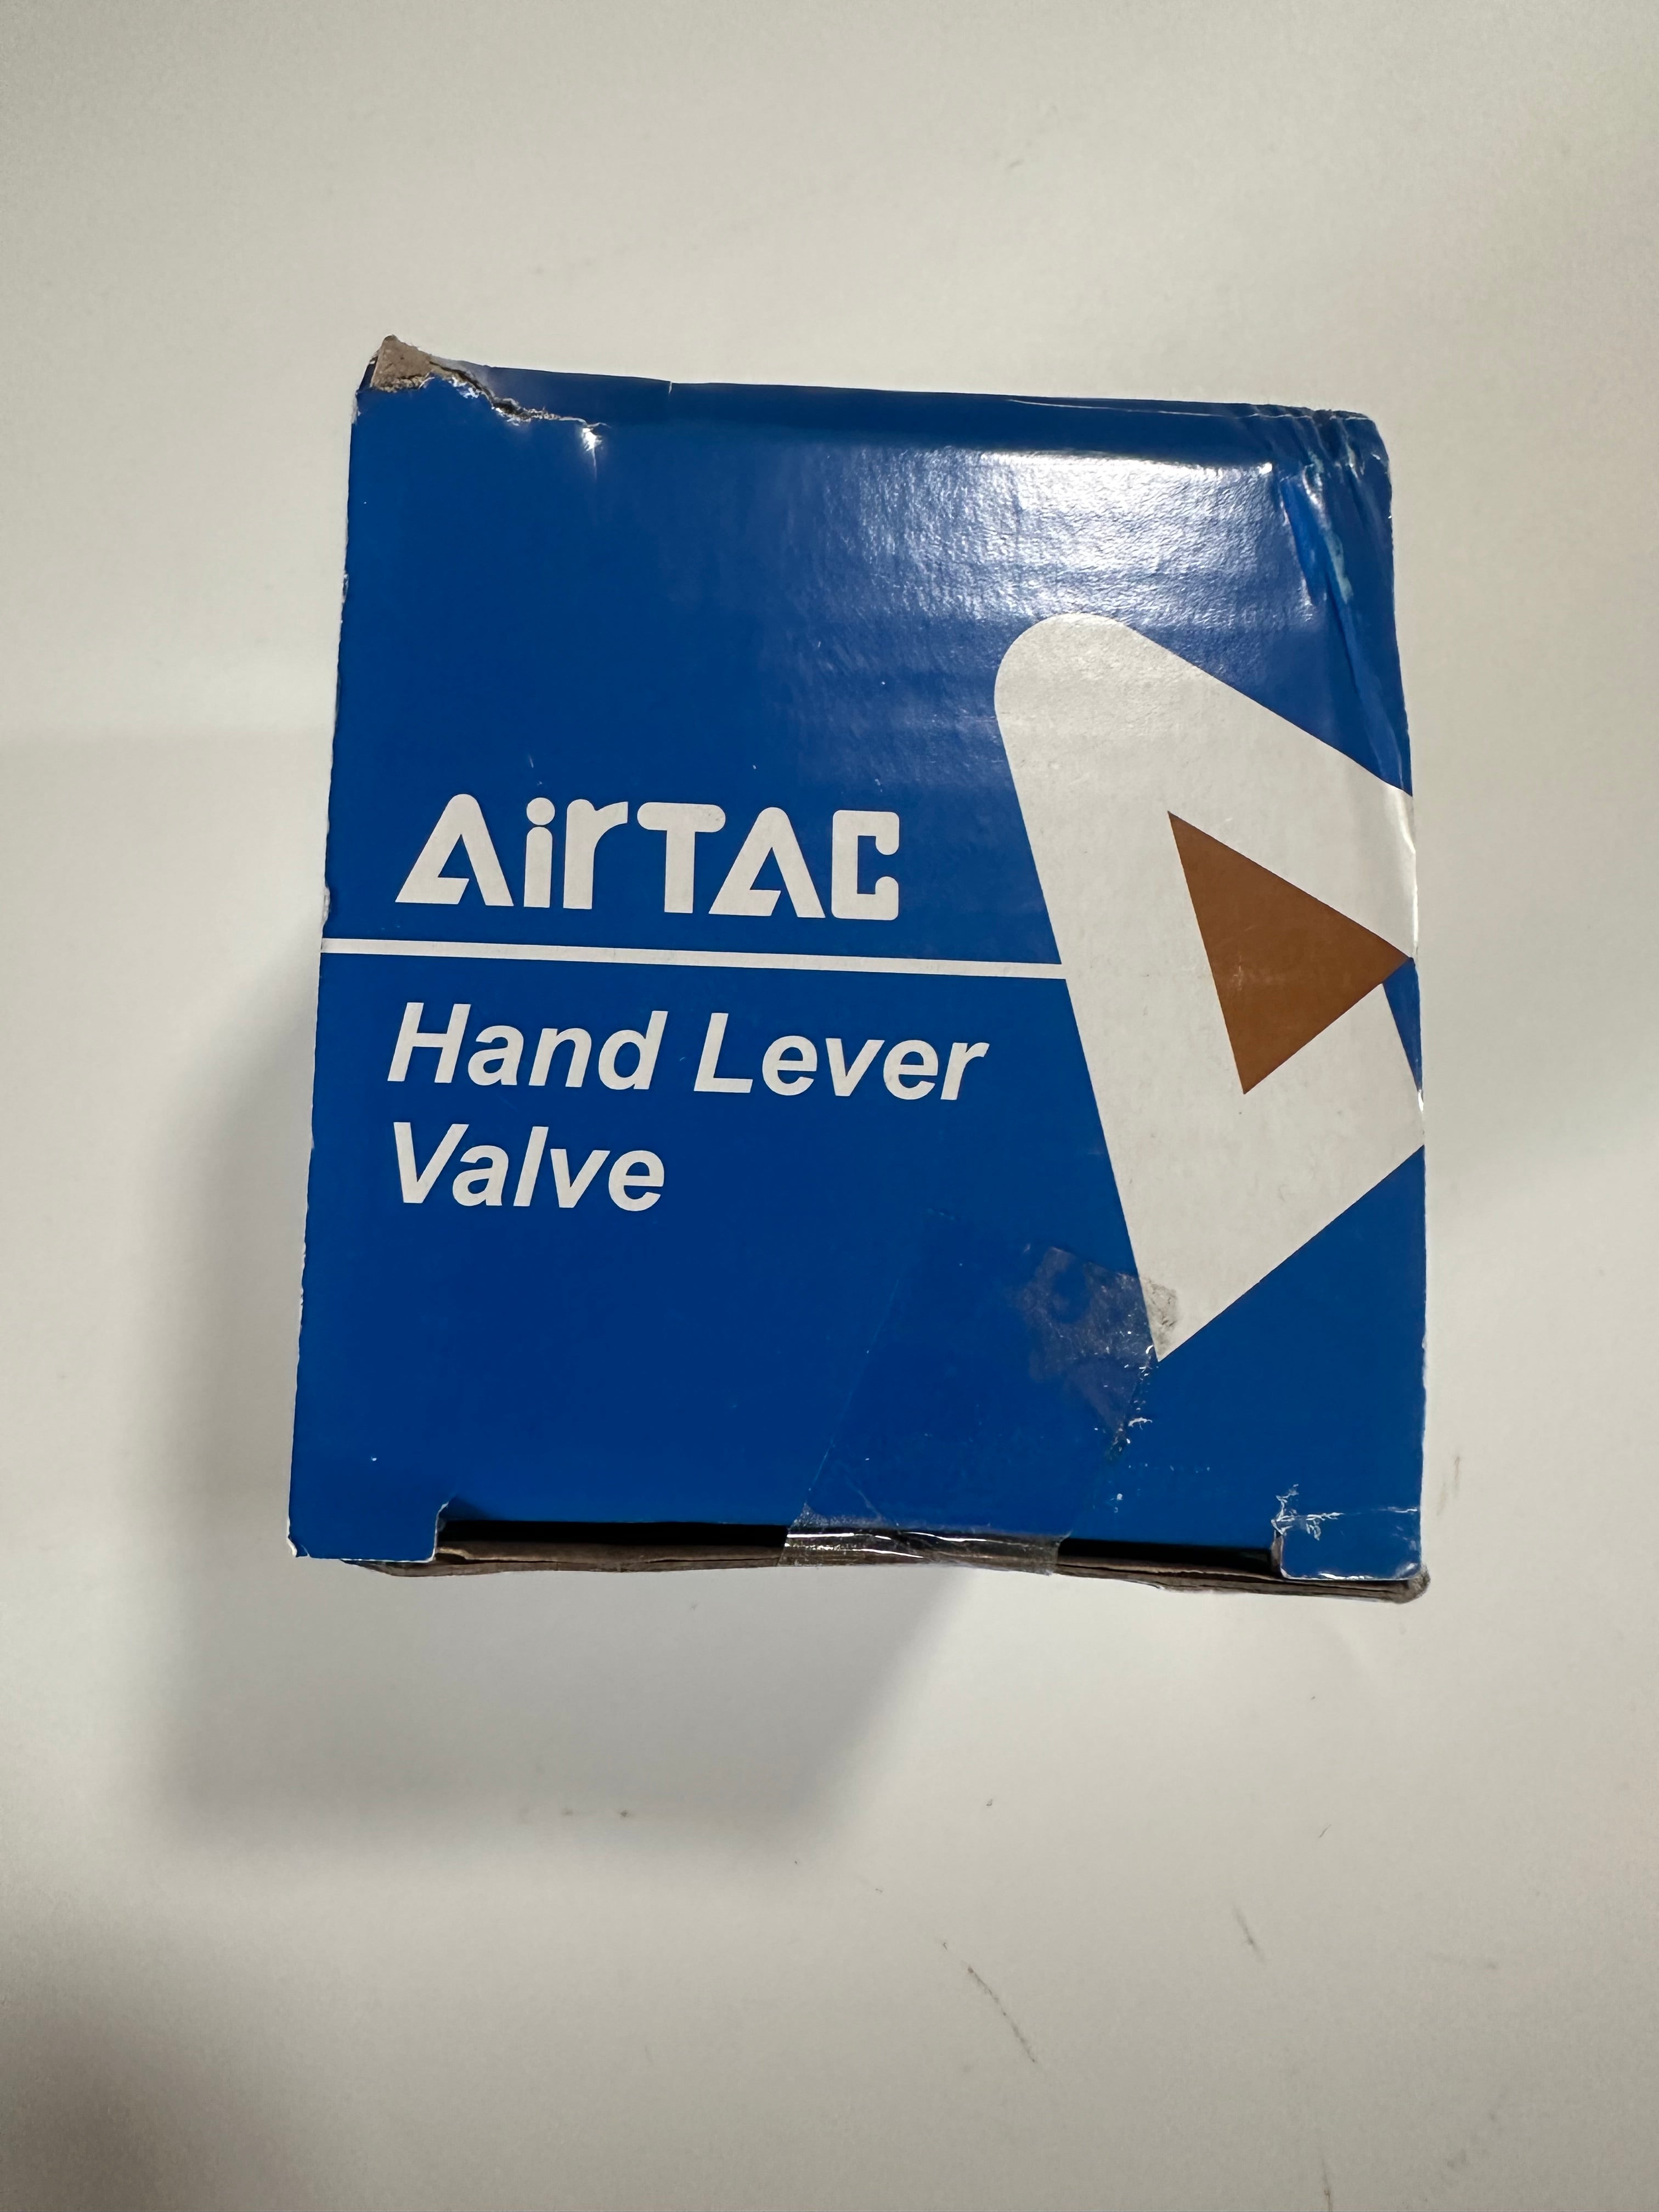 AirTAC
Hand Lever
Valve